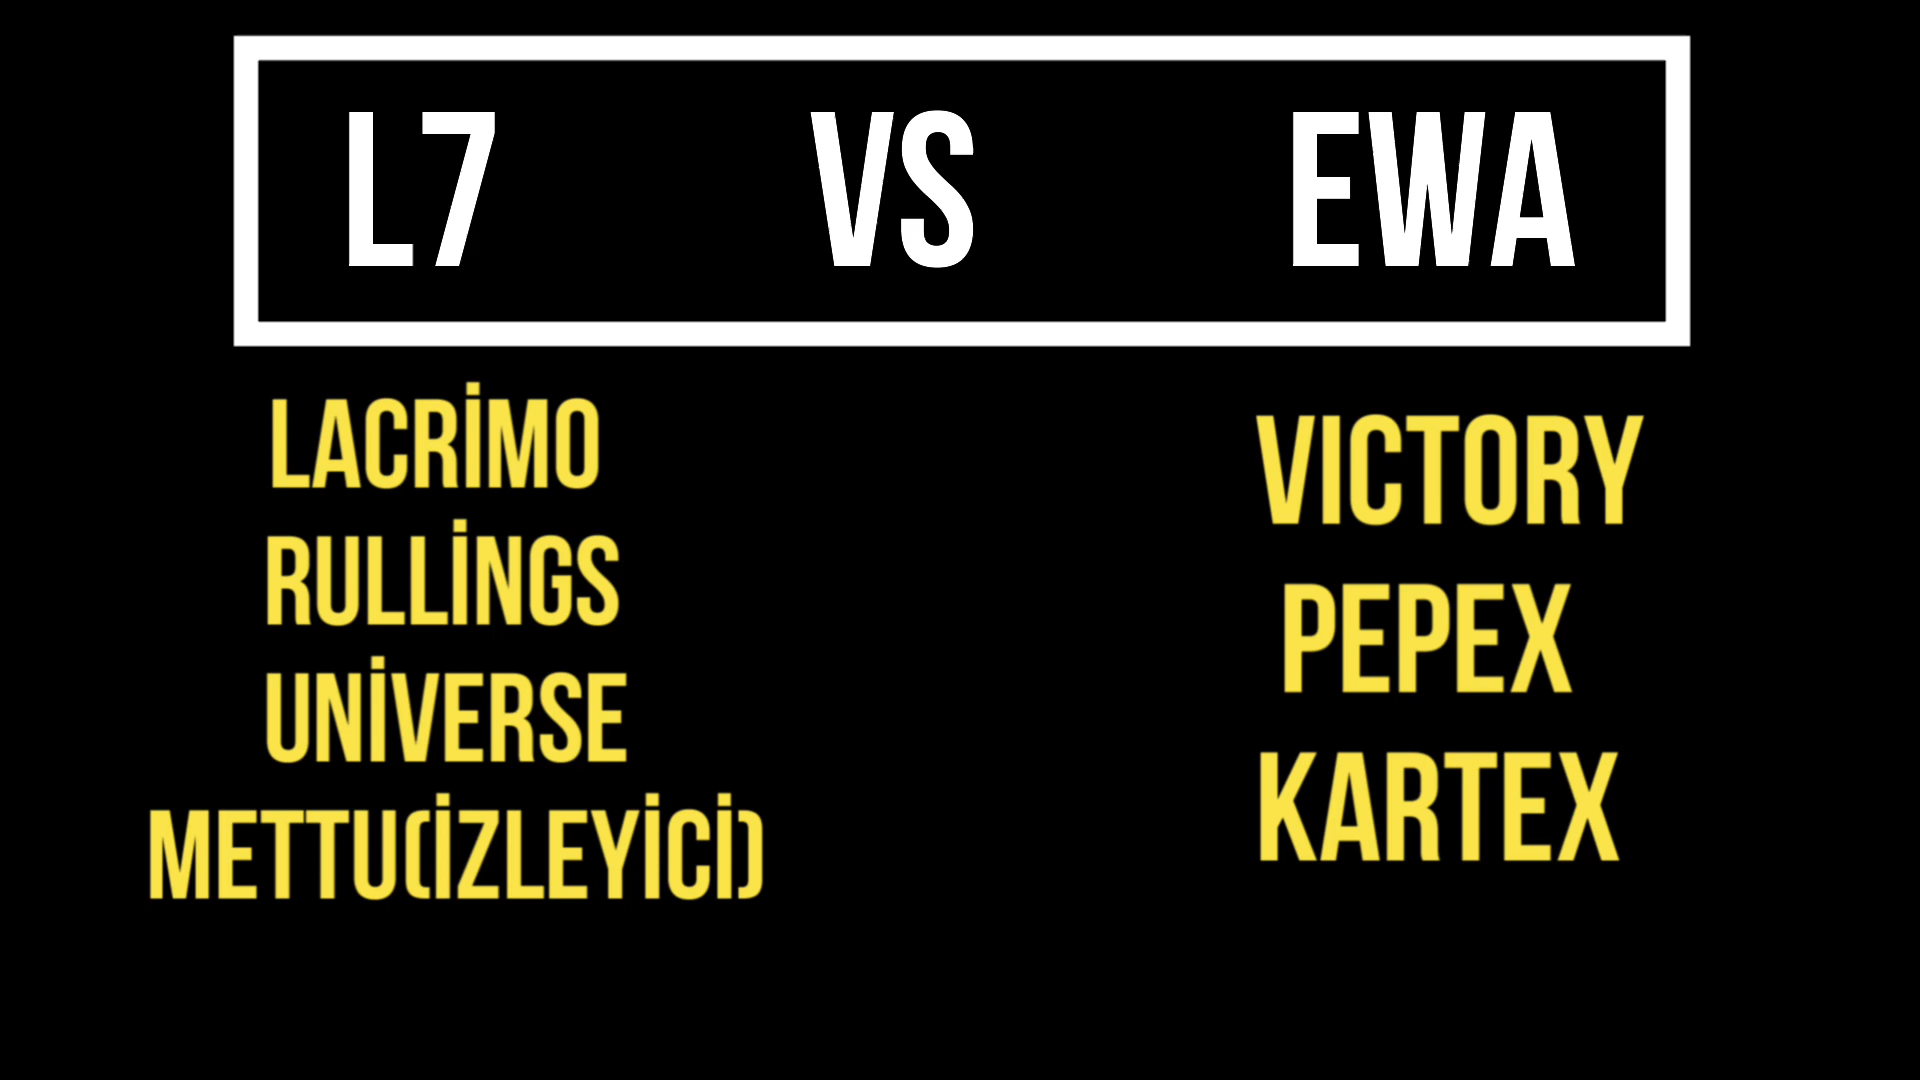 L7 VS EWA
LACRİMO
RULLİNGS
UNİVERSE
METTU(İZLEYİCİ)
VICTORY
PEPEX
KARTEX